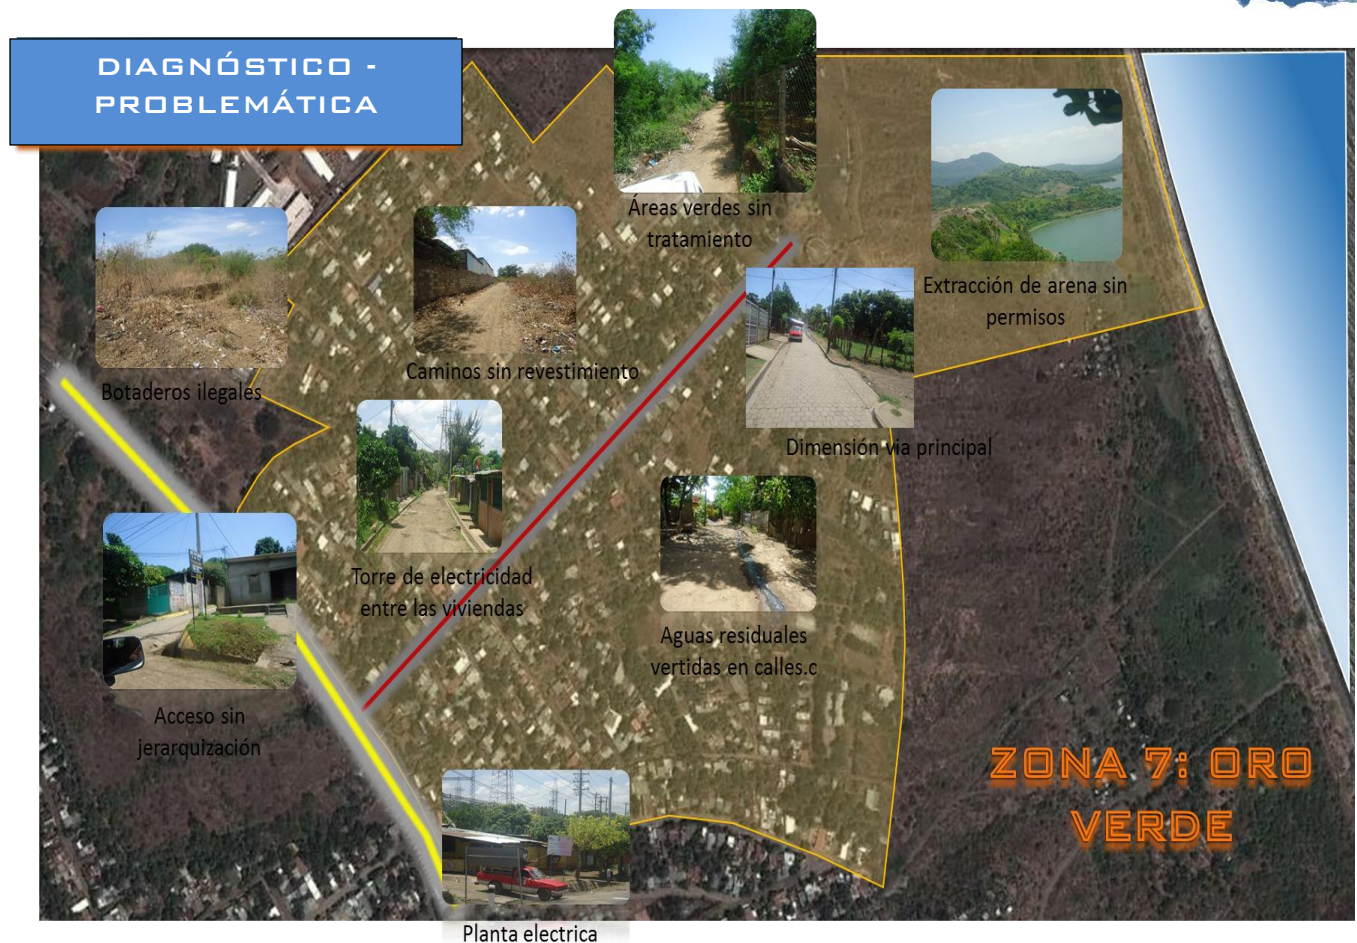 DIAGNÓSTICO -
PROBLEMÁTICA
Áreas verdes sin
tratamiento
Extracción de arena sin
permisos
Caminos sin revestimiento
Botaderos ilegales
Dimensión via principal
Torre de electricidad
entre las viviendas
Aguas residuales
vertidas en calles.c
Acceso sin
jerarquización
ZONA 7: ORO
VERDE
Planta electrica